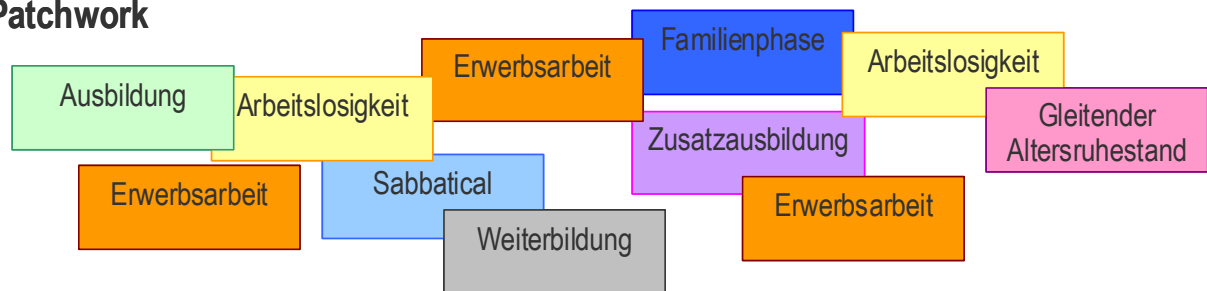 Patchwork
Familienphase
Erwerbsarbeit
Arbeitslosigkeit
Ausbildung
Arbeitslosigkeit
Gleitender
Altersruhestand
Zusatzausbildung
Erwerbsarbeit
Sabbatical
Erwerbsarbeit
Weiterbildung